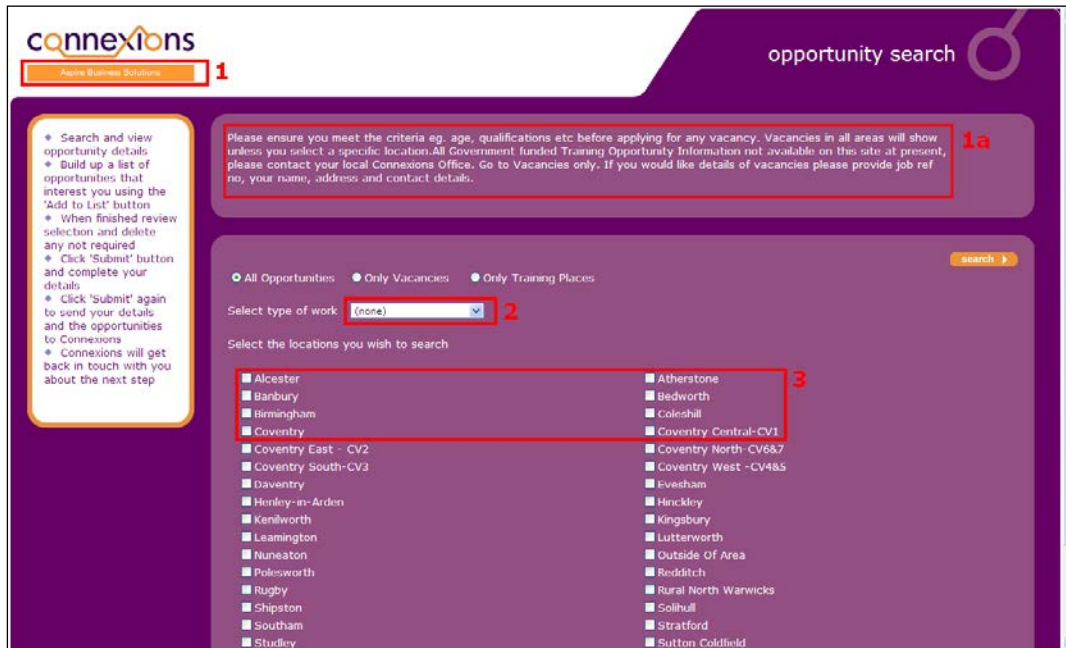 connexions
opportunity search
Aspire Business Solutions
1
Search and view
opportunity details
Build up a list of
opportunities that
interest you using the
'Add to List' button
When finished review
selection and delete
any not required
Click 'Submit' button
and complete your
details
Click 'Submit' again
to send your details
and the opportunities
to Connexions
Connexions will get
back in touch with you
about the next step
Please ensure you meet the criteria eg. age, qualifications etc before applying for any vacancy. Vacancies in all areas will show
unless you select a specific location.All Government funded Training Opportunity Information not available on this site at present,
please contact your local Connexions Office. Go to Vacancies only. If you would like details of vacancies please provide job ref
no, your name, address and contact details.
1a
search
All Opportunities Only Vacancies Only Training Places
Select type of work (none) 2
Select the locations you wish to search
Alcester Atherstone 3
Banbury Bedworth
Birmingham Coleshill
Coventry Coventry Central-CV1
Coventry East - CV2 Coventry North-CV6&7
Coventry South-CV3 Coventry West -CV4&5
Daventry Evesham
Henley-in-Arden Hinckley
Kenilworth Kingsbury
Leamington Lutterworth
Nuneaton Outside Of Area
Polesworth Redditch
Rugby Rural North Warwicks
Shipston Solihull
Southam Stratford
Studley Sutton Coldfield